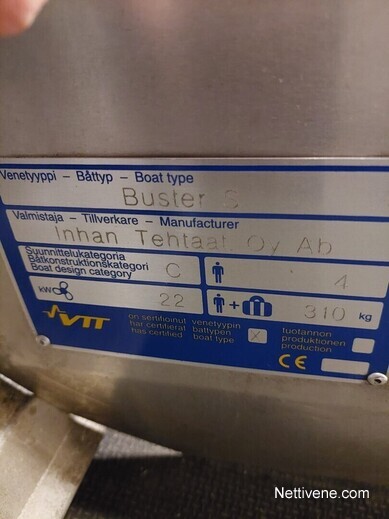 Venetyyppi – Båttyp – Boat type
Buster S
Valmistaja – Tillverkare – Manufacturer
Inhan Tehtaat Oy Ab
Suunnittelukategoria
Båtkonstruktionskategori
Boat design category
C
4
kW
22
+
310 kg
VTT
on sertifioinut
har certifierat
has certified
venetyypin
båttypen
boat type
X
tuotannon
produktionen
production
CE
Nettivene.com